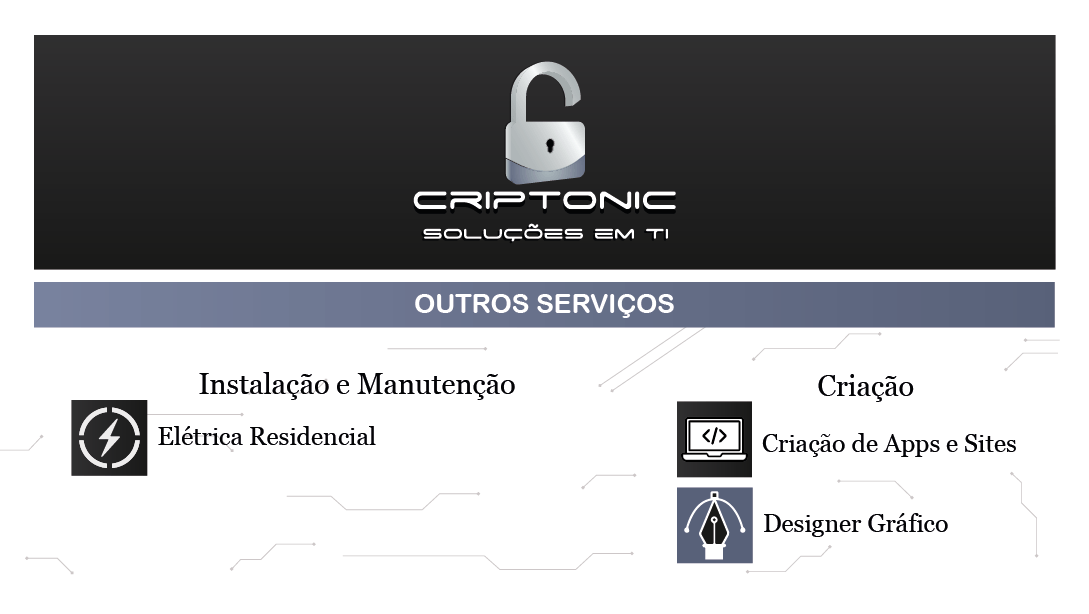 CRIPTONIC
SOLUÇÕES EM TI
OUTROS SERVIÇOS
Instalação e Manutenção
Elétrica Residencial
Criação
</>
Criação de Apps e Sites
Designer Gráfico